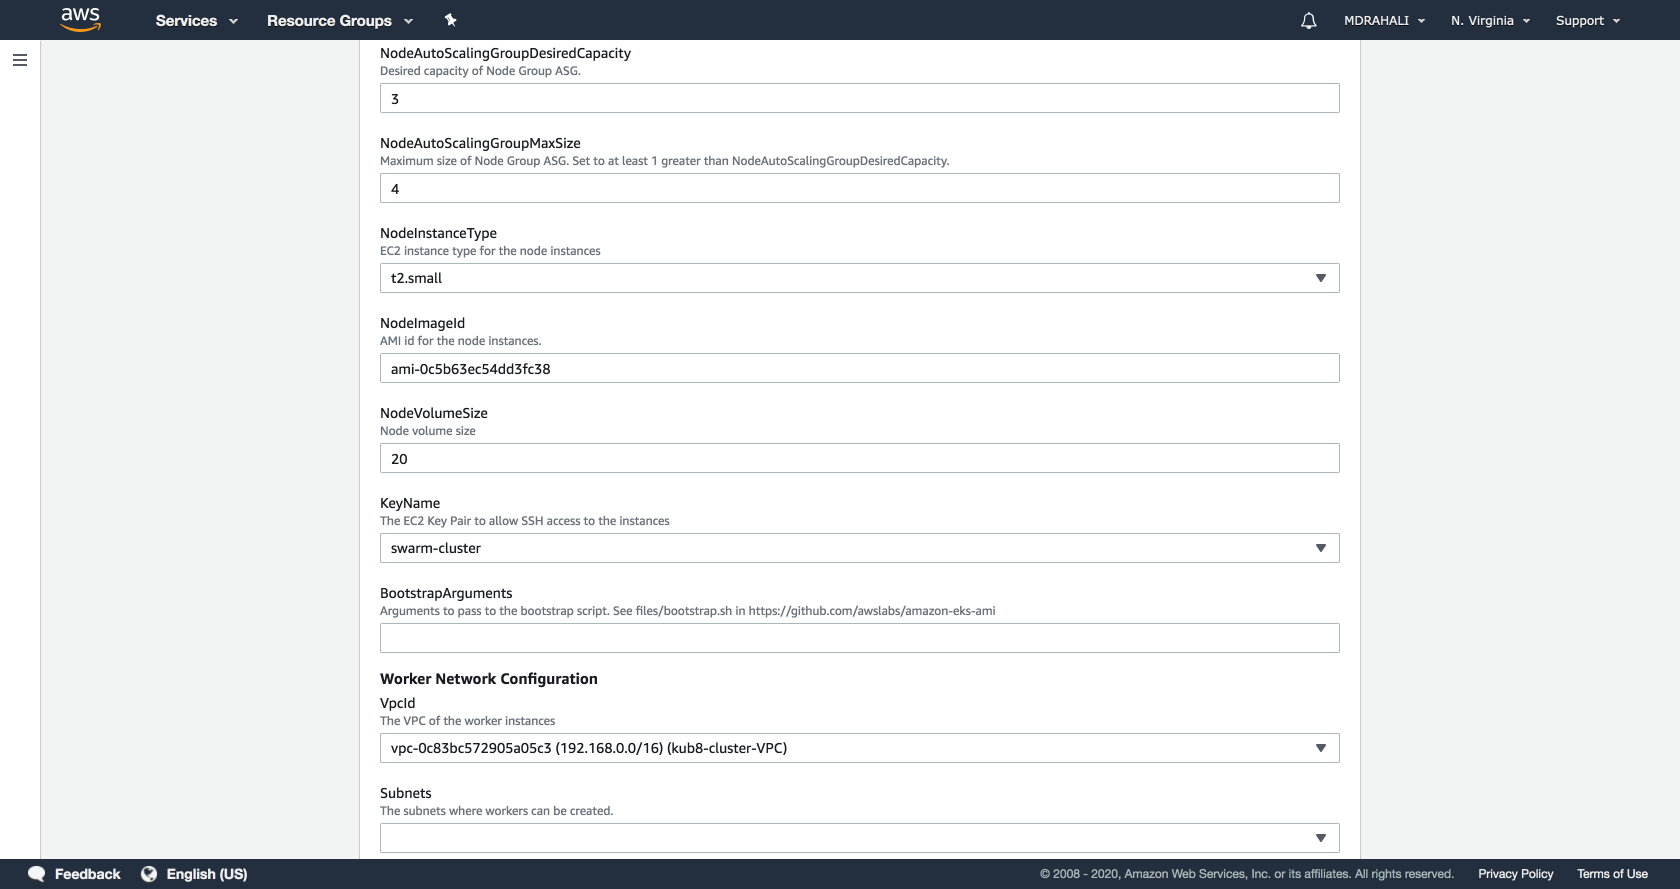 aws Services Resource Groups MDRAHALI N. Virginia Support
NodeAutoScalingGroupDesiredCapacity
Desired capacity of Node Group ASG.
3
NodeAutoScalingGroupMaxSize
Maximum size of Node Group ASG. Set to at least 1 greater than NodeAutoScalingGroupDesiredCapacity.
4
NodeInstanceType
EC2 instance type for the node instances
t2.small
NodeImageId
AMI id for the node instances.
ami-0c5b63ec54dd3fc38
NodeVolumeSize
Node volume size
20
KeyName
The EC2 Key Pair to allow SSH access to the instances
swarm-cluster
BootstrapArguments
Arguments to pass to the bootstrap script. See files/bootstrap.sh in https://github.com/awslabs/amazon-eks-ami
Worker Network Configuration
VpcId
The VPC of the worker instances
vpc-0c83bc572905a05c3 (192.168.0.0/16) (kub8-cluster-VPC)
Subnets
The subnets where workers can be created.
Feedback English (US) © 2008 - 2020, Amazon Web Services, Inc. or its affiliates. All rights reserved. Privacy Policy Terms of Use